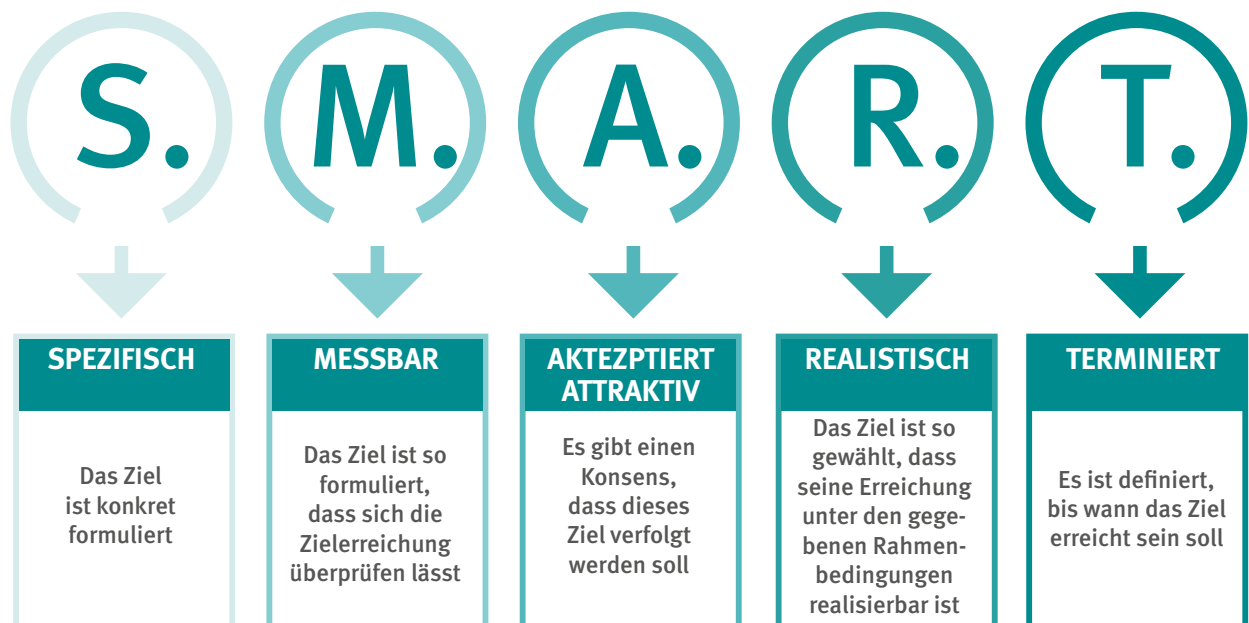 S.
M.
A.
R.
T.
SPEZIFISCH
Das Ziel
ist konkret
formuliert
MESSBAR
Das Ziel ist so
formuliert,
dass sich die
Zielerreichung
überprüfen lässt
AKTEZPTIERT
ATTRAKTIV
Es gibt einen
Konsens,
dass dieses
Ziel verfolgt
werden soll
REALISTISCH
Das Ziel ist so
gewählt, dass
seine Erreichung
unter den gege-
benen Rahmen-
bedingungen
realisierbar ist
TERMINIERT
Es ist definiert,
bis wann das Ziel
erreicht sein soll